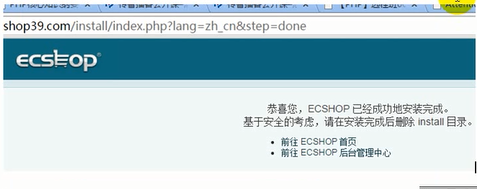 shop39.com/install/index.php?lang=zh_cn&step=done
ecshop
恭喜您，ECSHOP 已经成功地安装完成。
基于安全的考虑，请在安装完成后删除 install 目录。
前往 ECSHOP 首页
前往 ECSHOP 后台管理中心